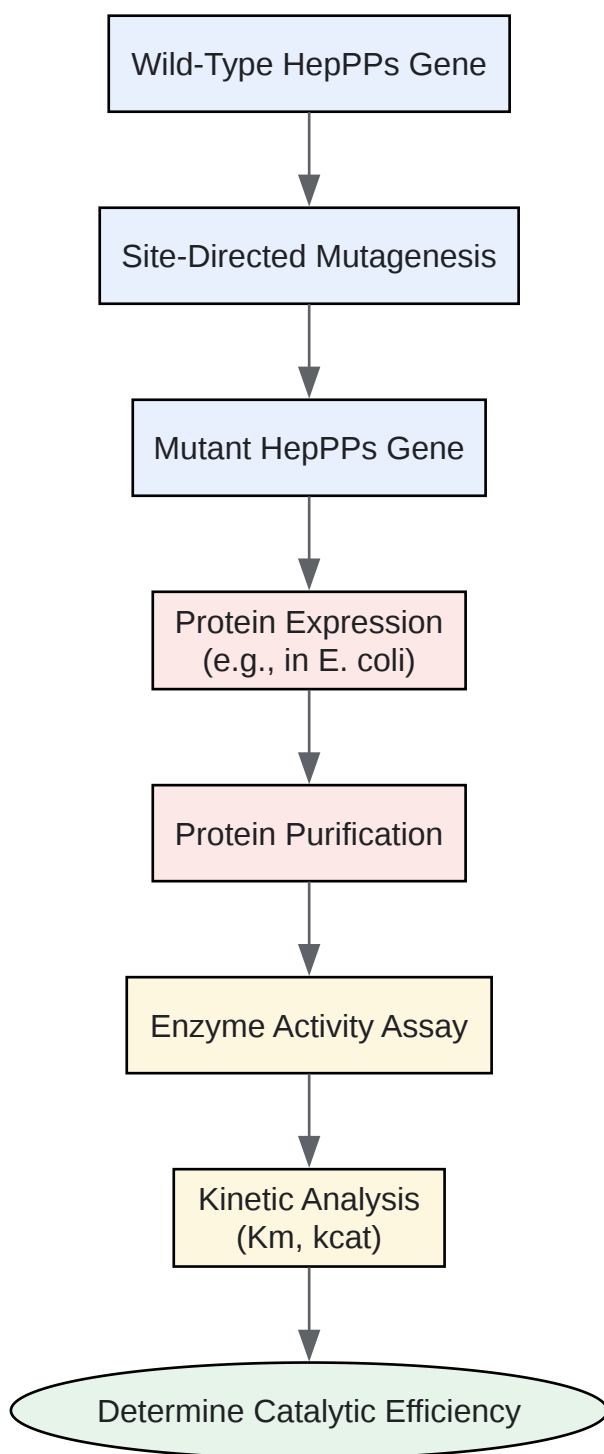 Wild-Type HepPPs Gene
Site-Directed Mutagenesis
Mutant HepPPs Gene
Protein Expression
(e.g., in E. coli)
Protein Purification
Enzyme Activity Assay
Kinetic Analysis
(Km, kcat)
Determine Catalytic Efficiency